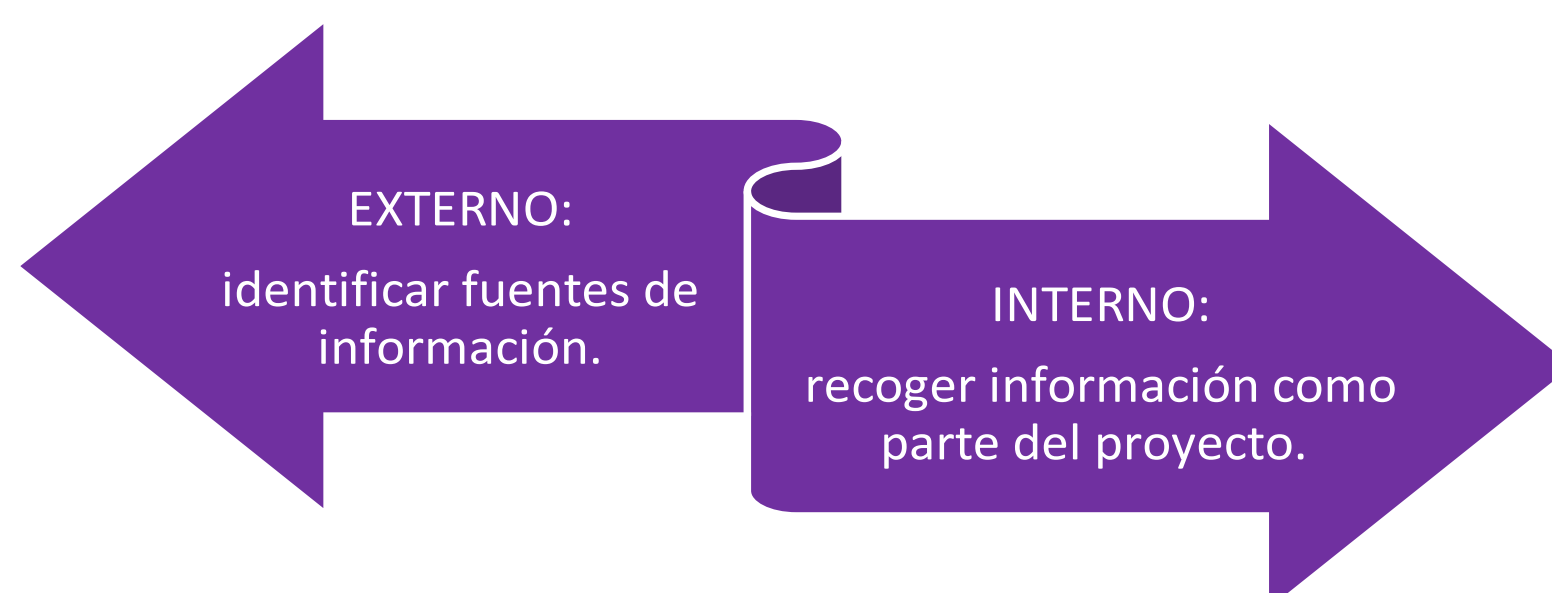 EXTERNO:
identificar fuentes de
información.
INTERNO:
recoger información como
parte del proyecto.